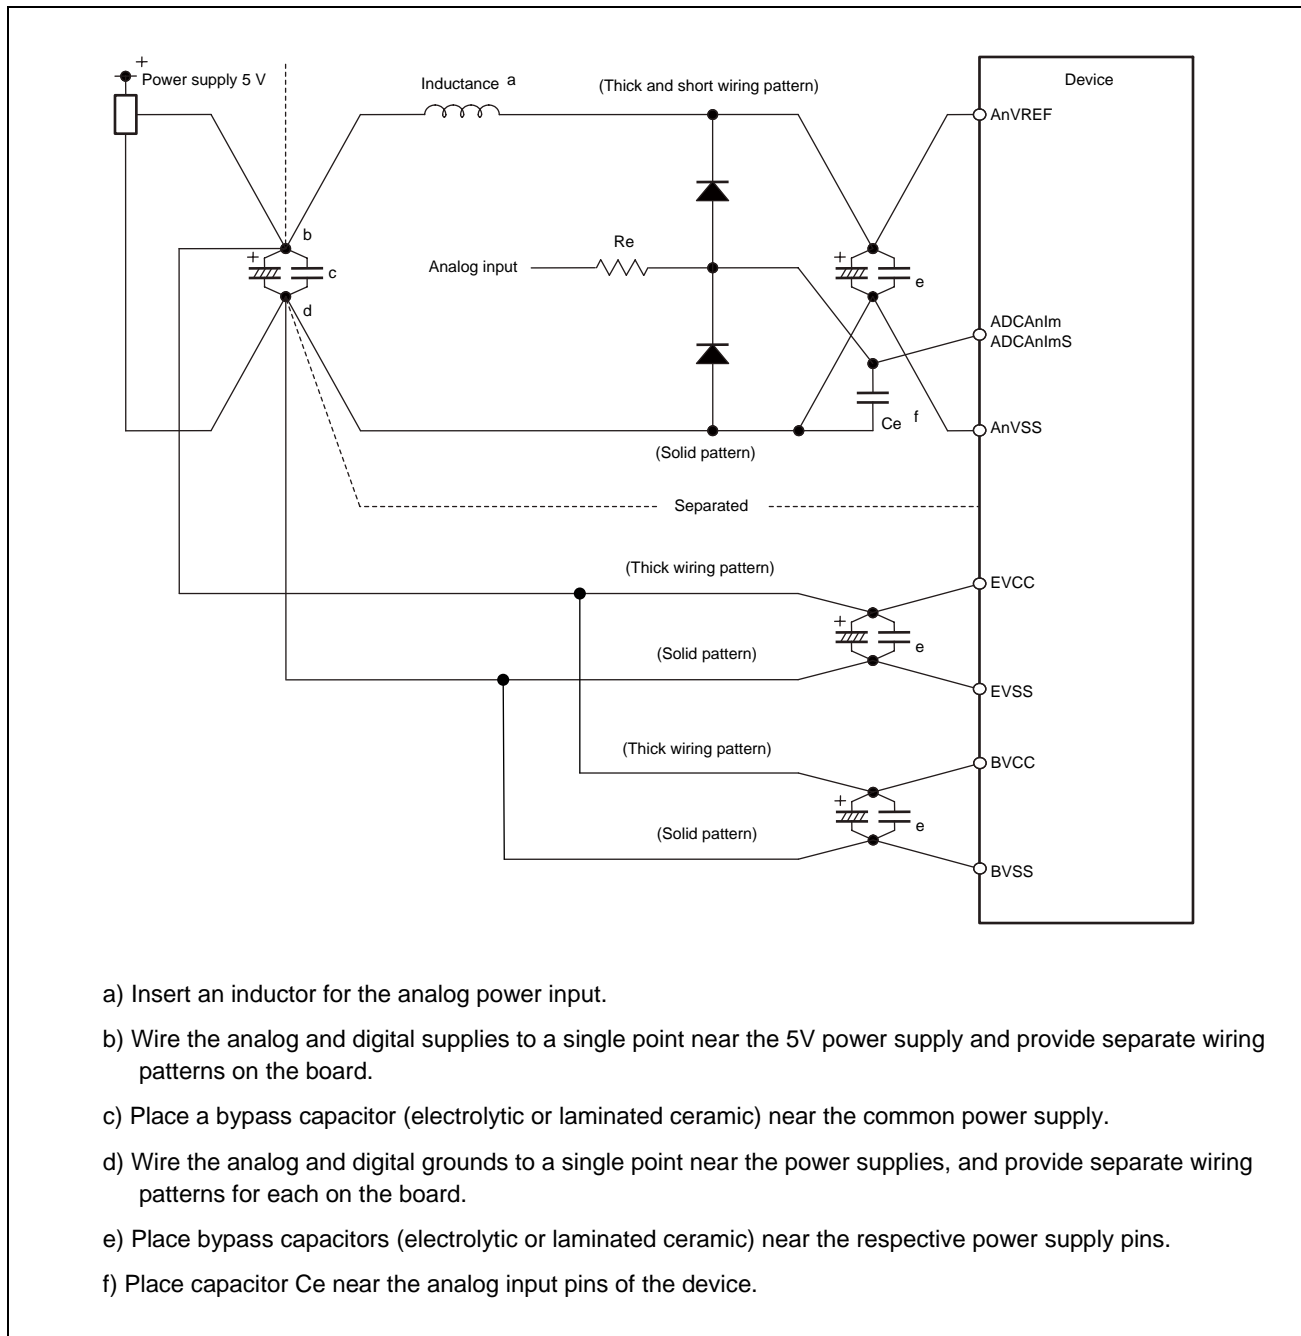 +
Power supply 5 V
Inductance a
(Thick and short wiring pattern)
Device
AnVREF
b
+
c
d
Analog input
Re
+
e
ADCAnIm
ADCAnImS
Ce f
AnVSS
(Solid pattern)
Separated
(Thick wiring pattern)
EVCC
+
e
(Solid pattern)
EVSS
(Thick wiring pattern)
BVCC
+
e
(Solid pattern)
BVSS
a) Insert an inductor for the analog power input.
b) Wire the analog and digital supplies to a single point near the 5V power supply and provide separate wiring
patterns on the board.
c) Place a bypass capacitor (electrolytic or laminated ceramic) near the common power supply.
d) Wire the analog and digital grounds to a single point near the power supplies, and provide separate wiring
patterns for each on the board.
e) Place bypass capacitors (electrolytic or laminated ceramic) near the respective power supply pins.
f) Place capacitor Ce near the analog input pins of the device.